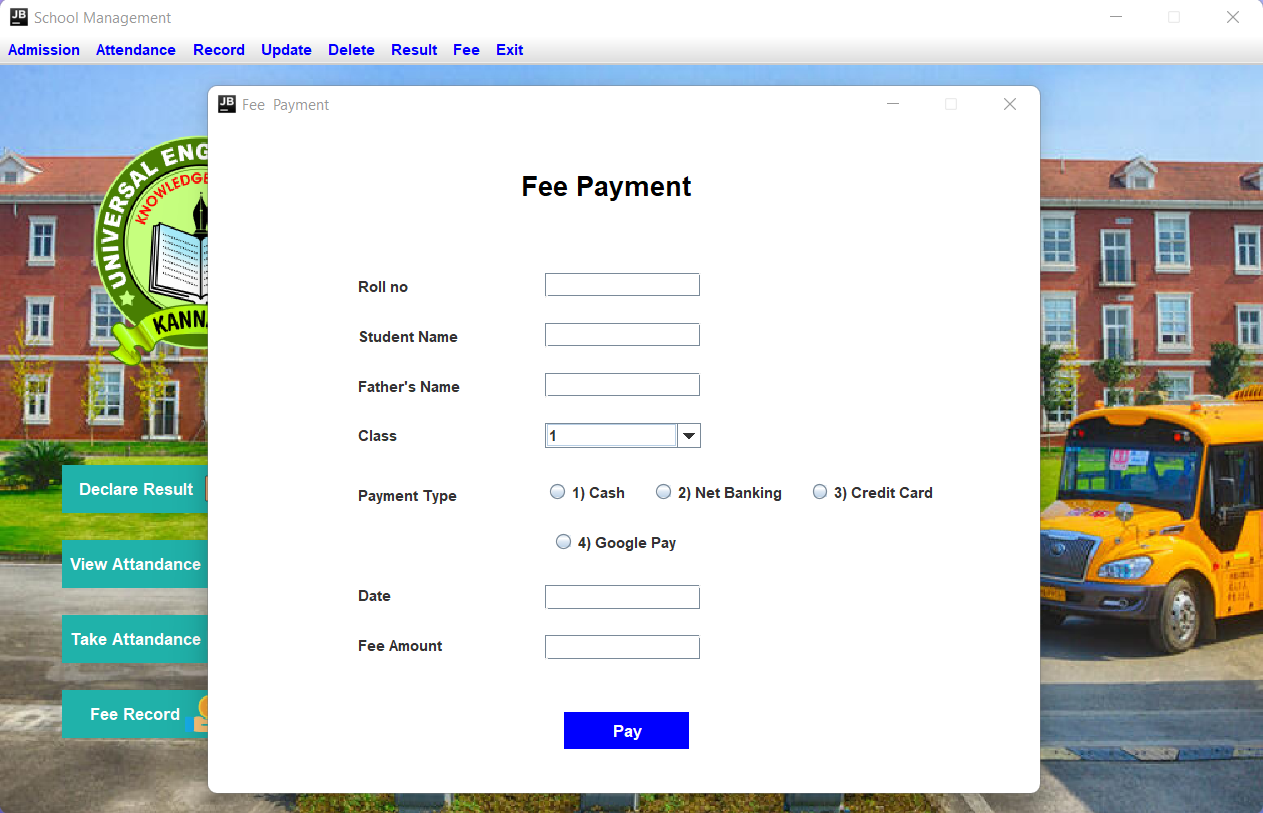 JB School Management
Admission Attendance Record Update Delete Result Fee Exit
JB Fee Payment
UNIVERSAL ENG
KNOWLEDGE
KANNA
Fee Payment
Roll no
Student Name
Father's Name
Class 1
Payment Type 1) Cash 2) Net Banking 3) Credit Card
4) Google Pay
Date
Fee Amount
Pay
Declare Result
View Attandance
Take Attandance
Fee Record